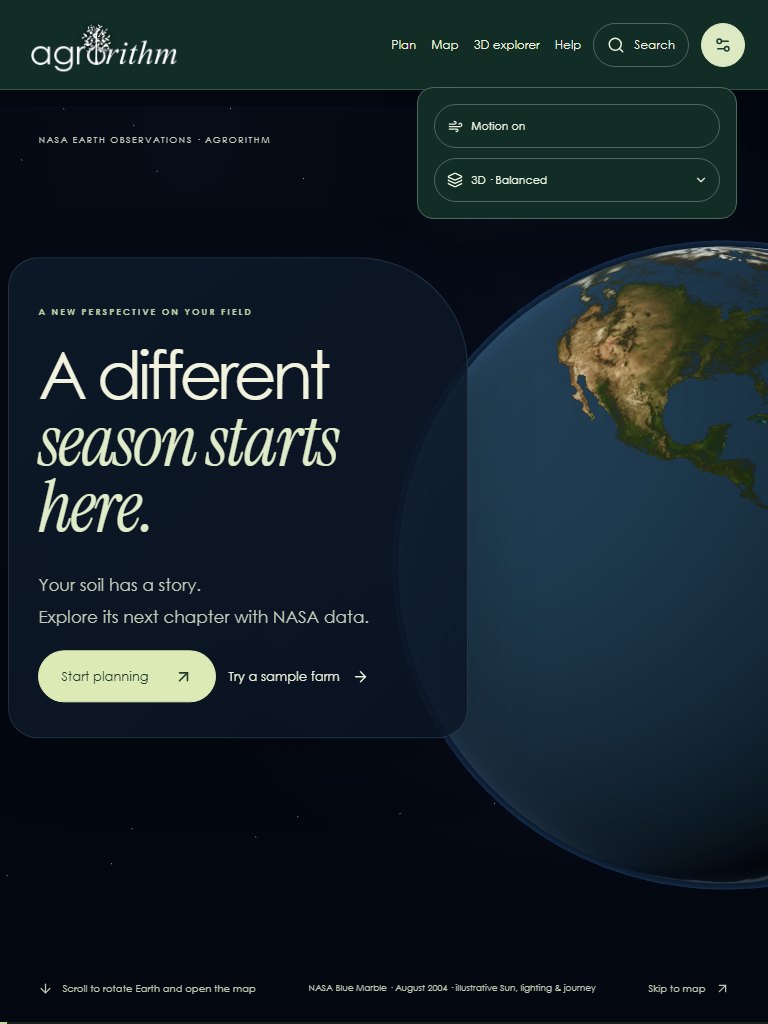 agrorithm
Plan Map 3D explorer Help Search
Motion on
3D · Balanced
NASA EARTH OBSERVATIONS · AGRORITHM
A NEW PERSPECTIVE ON YOUR FIELD
A different
season starts
here.
Your soil has a story.
Explore its next chapter with NASA data.
Start planning Try a sample farm
Scroll to rotate Earth and open the map NASA Blue Marble · August 2004 · illustrative Sun, lighting & journey Skip to map